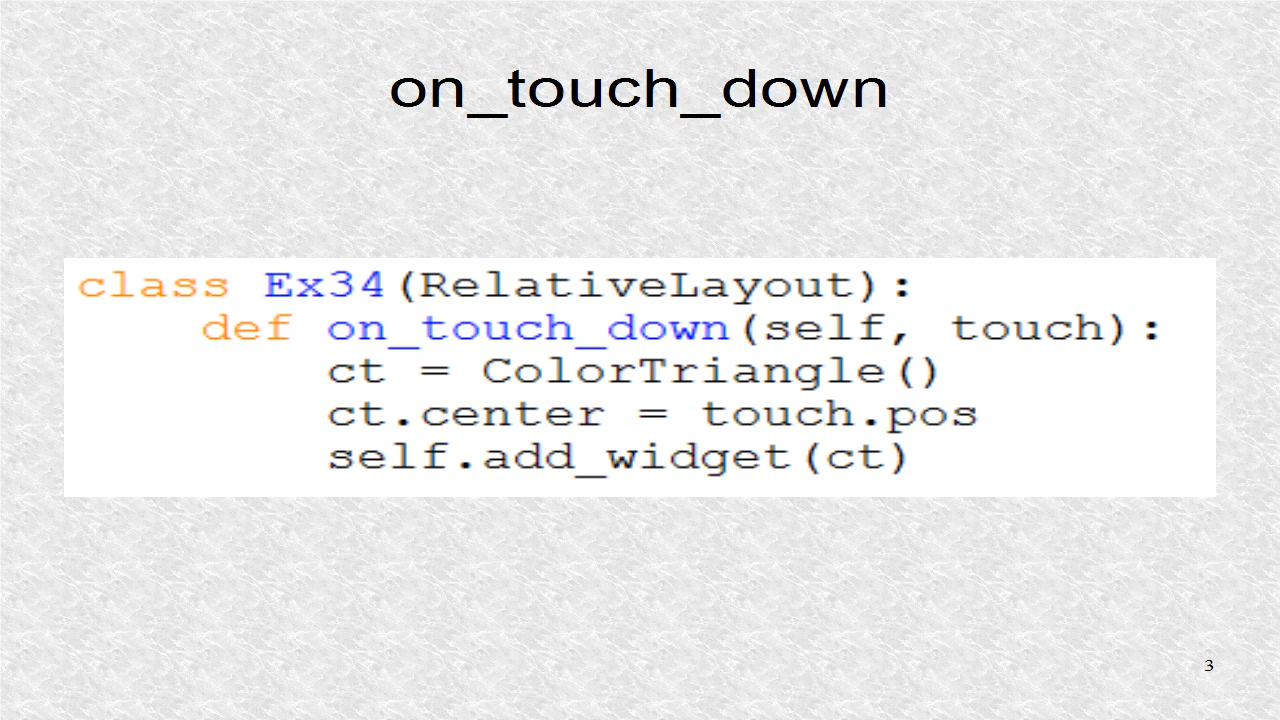 on_touch_down
class Ex34(RelativeLayout):
    def on_touch_down(self, touch):
        ct = ColorTriangle()
        ct.center = touch.pos
        self.add_widget(ct)
3